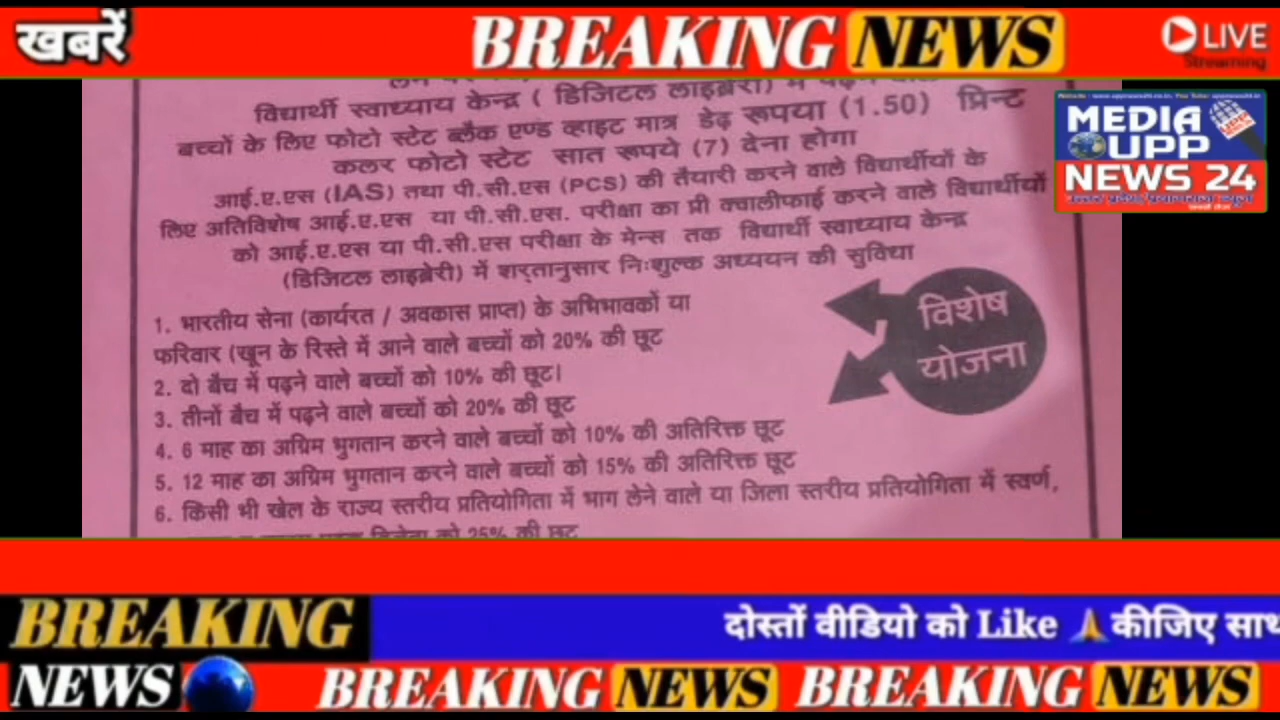 खबरें
BREAKING NEWS
LIVE
Streaming
MEDIA
UPP
NEWS 24
विद्यार्थी स्वाध्याय केन्द्र ( डिजिटल लाइब्रेरी) में पढ़ने वाले
बच्चों के लिए फोटो स्टेट ब्लैक एण्ड व्हाइट मात्र डेढ़ रूपया (1.50) प्रिन्ट
कलर फोटो स्टेट सात रूपये (7) देना होगा
आई.ए.एस (IAS) तथा पी.सी.एस (PCS) की तैयारी करने वाले विद्यार्थीयों के
लिए अतिविशेष आई.ए.एस या पी.सी.एस. परीक्षा का प्री क्वालीफाई करने वाले विद्यार्थीयों
को आई.ए.एस या पी.सी.एस परीक्षा के मेन्स तक विद्यार्थी स्वाध्याय केन्द्र
(डिजिटल लाइब्रेरी) में शर्तानुसार निःशुल्क अध्ययन की सुविधा
विशेष
योजना
1. भारतीय सेना (कार्यरत / अवकास प्राप्त) के अभिभावकों या
फरिवार (खून के रिस्ते में आने वाले बच्चों को 20% की छूट
2. दो बैच में पढ़ने वाले बच्चों को 10% की छूट।
3. तीनों बैच में पढ़ने वाले बच्चों को 20% की छूट
4. 6 माह का अग्रिम भुगतान करने वाले बच्चों को 10% की अतिरिक्त छूट
5. 12 माह का अग्रिम भुगतान करने वाले बच्चों को 15% की अतिरिक्त छूट
6. किसी भी खेल के राज्य स्तरीय प्रतियोगिता में भाग लेने वाले या जिला स्तरीय प्रतियोगिता में स्वर्ण,
को 25% की छूट
BREAKING
NEWS
दोस्तों वीडियो को Like 🙏 कीजिए साथ
BREAKING NEWS BREAKING NEWS